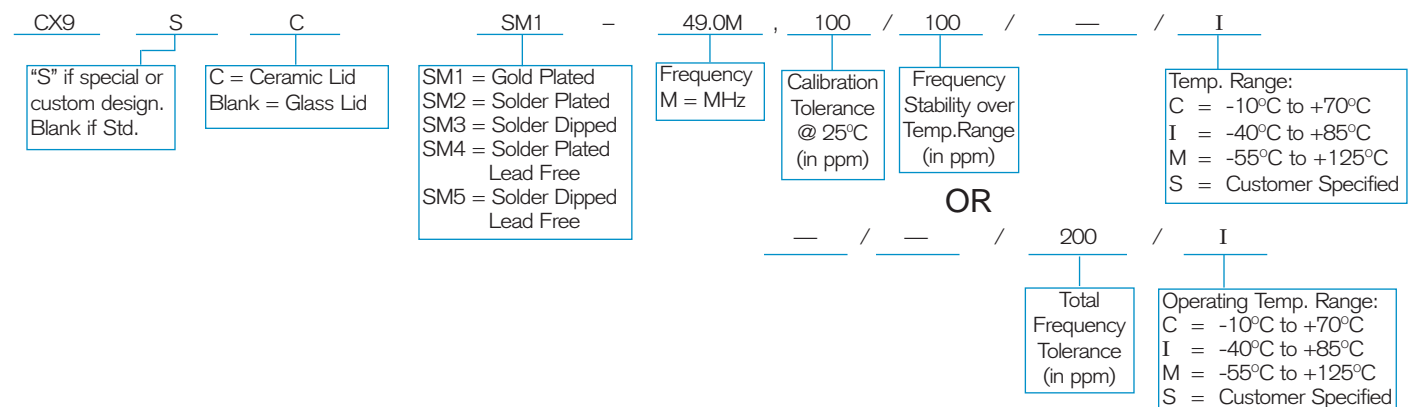 CX9 S C SM1 – 49.0M , 100 / 100 / — / I
“S” if special or
custom design.
Blank if Std.
C = Ceramic Lid
Blank = Glass Lid
SM1 = Gold Plated
SM2 = Solder Plated
SM3 = Solder Dipped
SM4 = Solder Plated
Lead Free
SM5 = Solder Dipped
Lead Free
Frequency
M = MHz
Calibration
Tolerance
@ 25°C
(in ppm)
Frequency
Stability over
Temp.Range
(in ppm)
Temp. Range:
C = -10°C to +70°C
I = -40°C to +85°C
M = -55°C to +125°C
S = Customer Specified
OR
— / — / 200 / I
Total
Frequency
Tolerance
(in ppm)
Operating Temp. Range:
C = -10°C to +70°C
I = -40°C to +85°C
M = -55°C to +125°C
S = Customer Specified